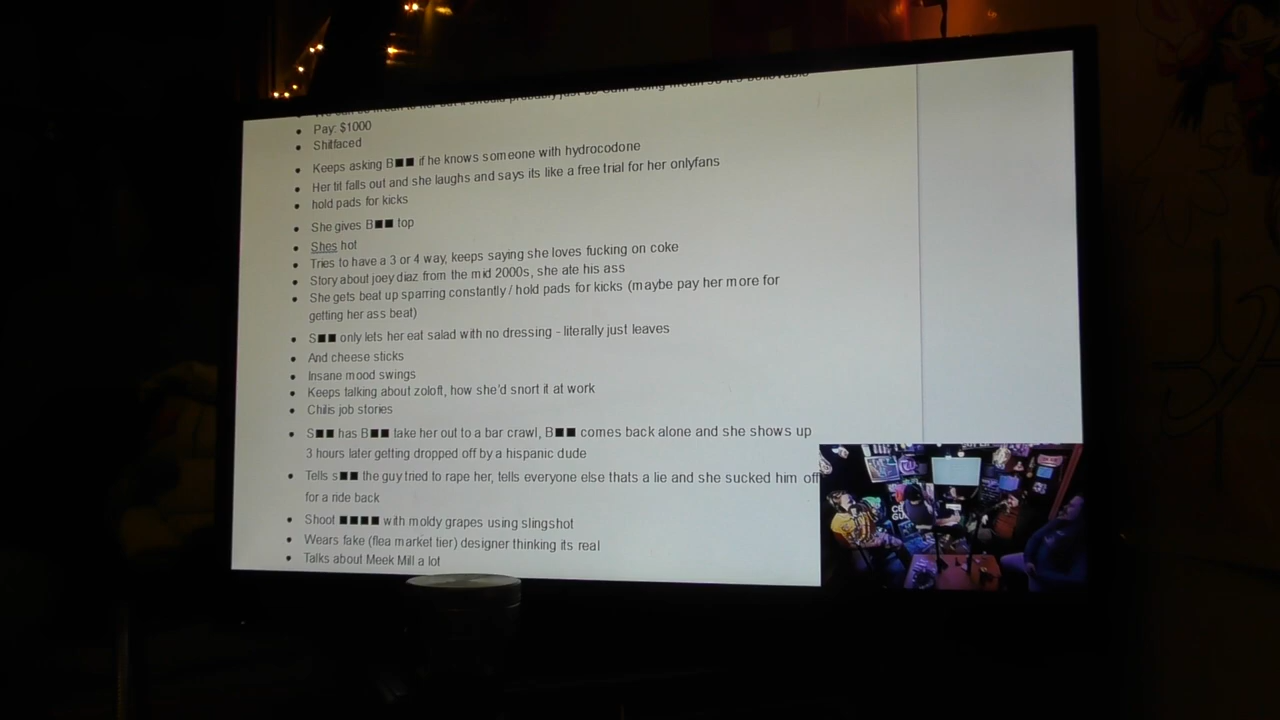 probably just do 
• Pay: $1000
• Shitfaced
• Keeps asking B■■ if he knows someone with hydrocodone
• Her tit falls out and she laughs and says its like a free trial for her onlyfans
• hold pads for kicks
• She gives B■■ top
• Shes hot
• Tries to have a 3 or 4 way, keeps saying she loves fucking on coke
• Story about joey diaz from the mid 2000s, she ate his ass
• She gets beat up sparring constantly / hold pads for kicks (maybe pay her more for
getting her ass beat)
• S■■ only lets her eat salad with no dressing - literally just leaves
• And cheese sticks
• Insane mood swings
• Keeps talking about zoloft, how she'd snort it at work
• Chilis job stories
• S■■ has B■■ take her out to a bar crawl, B■■ comes back alone and she shows up
3 hours later getting dropped off by a hispanic dude
• Tells s■■ the guy tried to rape her, tells everyone else thats a lie and she sucked him off
for a ride back
• Shoot ■■■■ with moldy grapes using slingshot
• Wears fake (flea market tier) designer thinking its real
• Talks about Meek Mill a lot